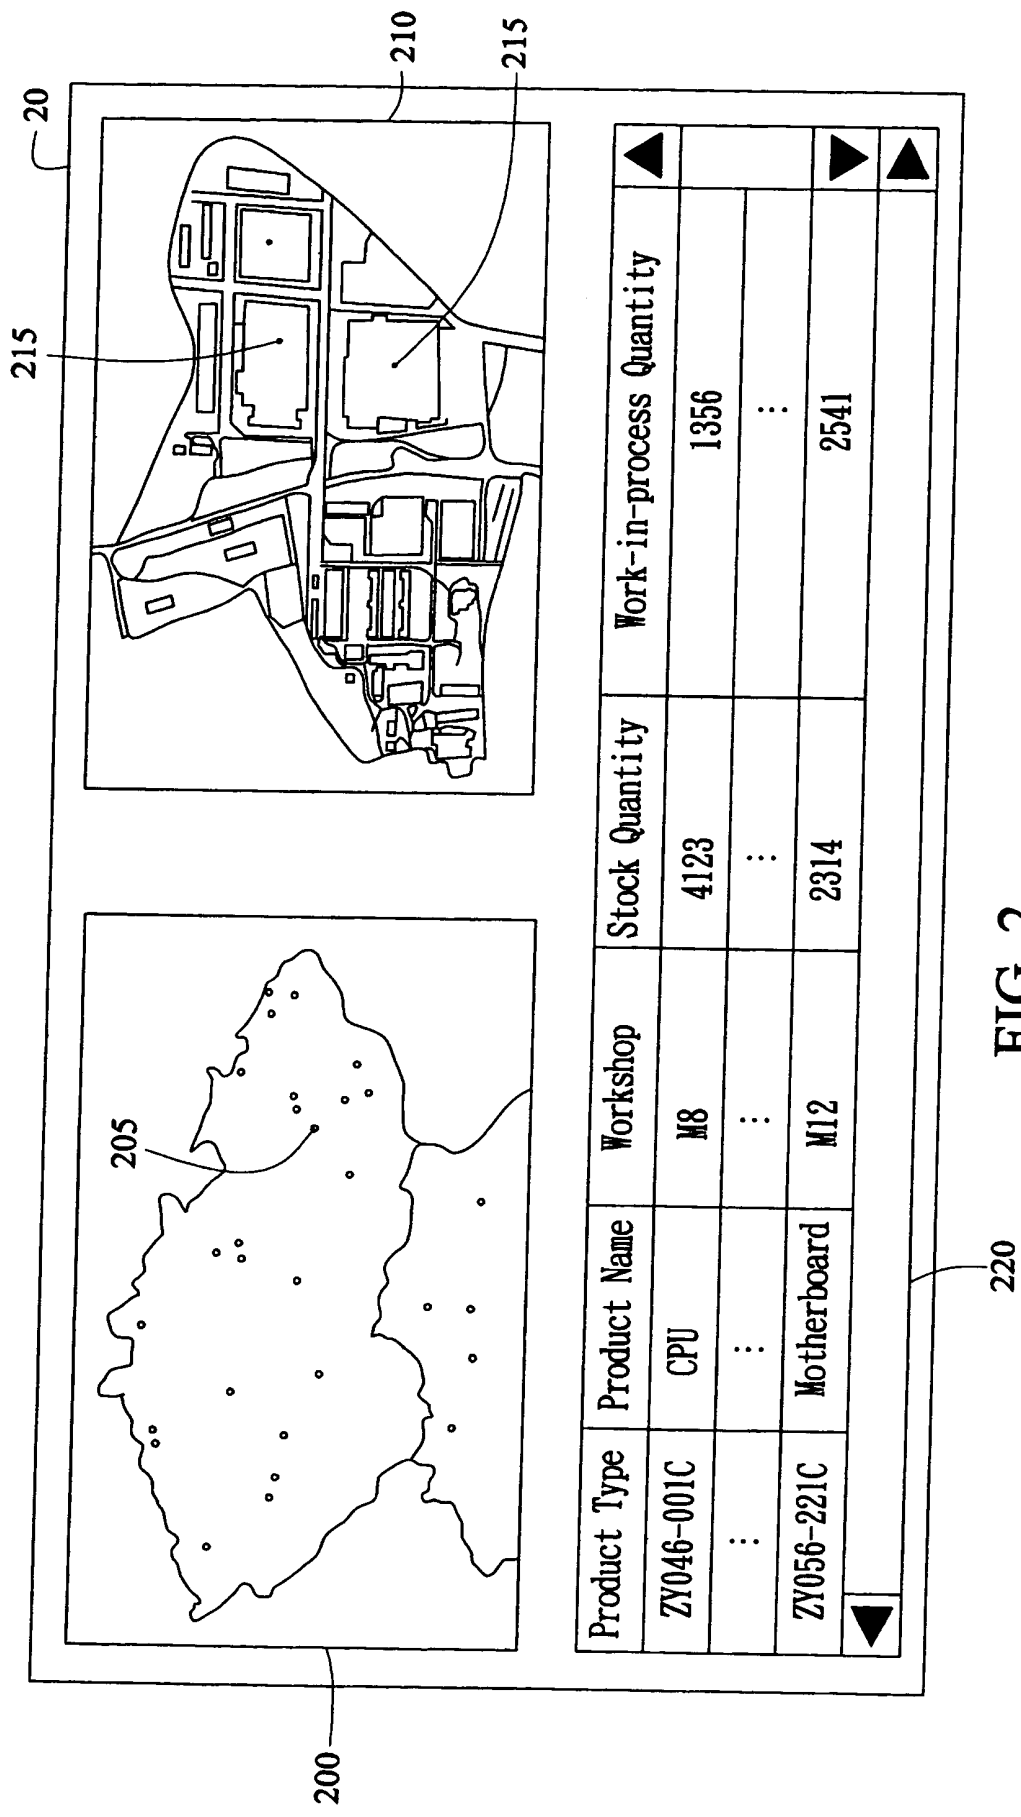 20
215
210
215
205
200
Product Type Product Name Workshop Stock Quantity Work-in-process Quantity
ZY046-001C CPU M8 4123 1356
⋮ ⋮ ⋮ ⋮ ⋮
ZY056-221C Motherboard M12 2314 2541
220
FIG. 2